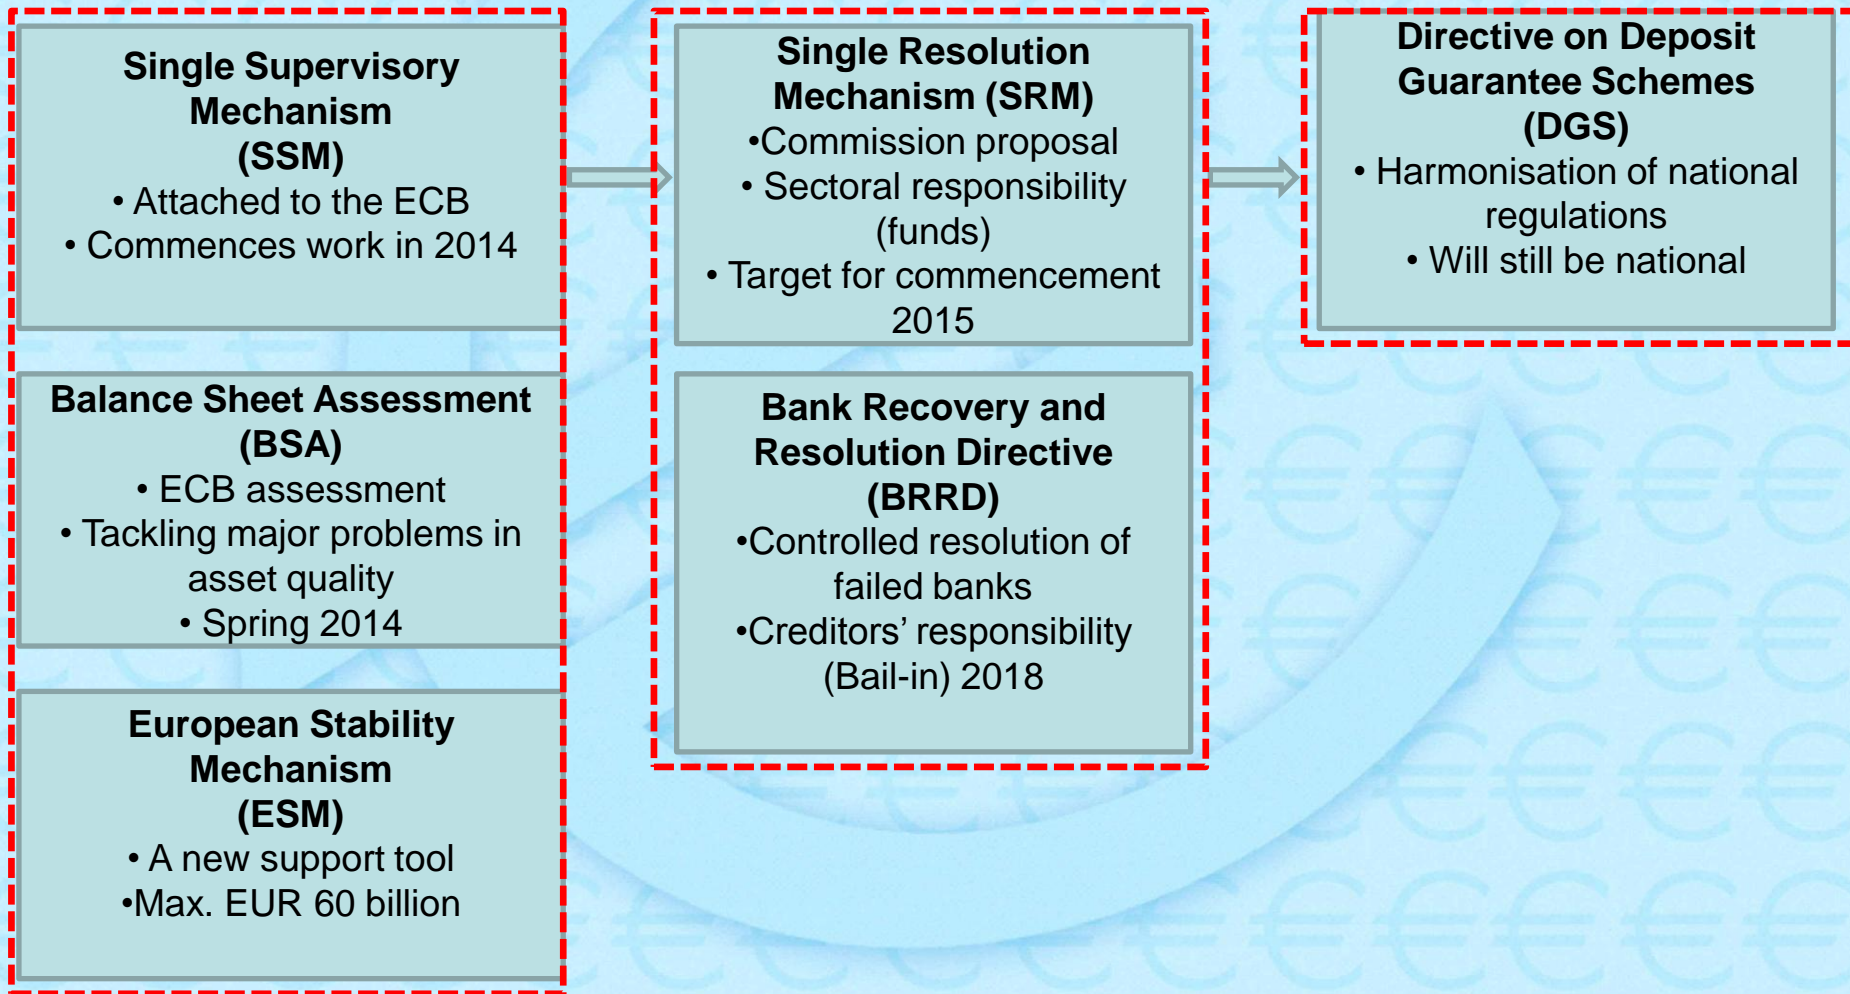 Single Supervisory
Mechanism
(SSM)
• Attached to the ECB
• Commences work in 2014
Balance Sheet Assessment
(BSA)
• ECB assessment
• Tackling major problems in
asset quality
• Spring 2014
European Stability
Mechanism
(ESM)
• A new support tool
•Max. EUR 60 billion
Single Resolution
Mechanism (SRM)
•Commission proposal
• Sectoral responsibility
(funds)
• Target for commencement
2015
Bank Recovery and
Resolution Directive
(BRRD)
•Controlled resolution of
failed banks
•Creditors’ responsibility
(Bail-in) 2018
Directive on Deposit
Guarantee Schemes
(DGS)
• Harmonisation of national
regulations
• Will still be national